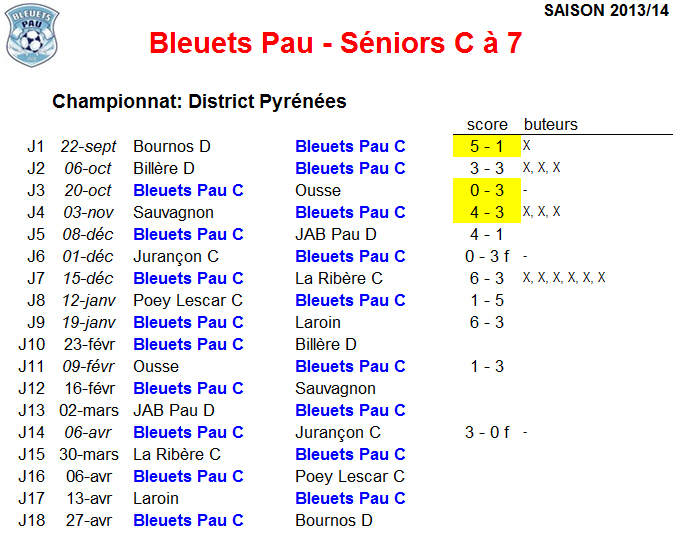 BLEUETS
PAU
SAISON 2013/14
Bleuets Pau - Séniors C à 7
Championnat: District Pyrénées
score buteurs
J1 22-sept Bournos D Bleuets Pau C 5 - 1 X
J2 06-oct Billère D Bleuets Pau C 3 - 3 X, X, X
J3 20-oct Bleuets Pau C Ousse 0 - 3 -
J4 03-nov Sauvagnon Bleuets Pau C 4 - 3 X, X, X
J5 08-déc Bleuets Pau C JAB Pau D 4 - 1
J6 01-déc Jurançon C Bleuets Pau C 0 - 3 f -
J7 15-déc Bleuets Pau C La Ribère C 6 - 3 X, X, X, X, X, X
J8 12-janv Poey Lescar C Bleuets Pau C 1 - 5
J9 19-janv Bleuets Pau C Laroin 6 - 3
J10 23-févr Bleuets Pau C Billère D
J11 09-févr Ousse Bleuets Pau C 1 - 3
J12 16-févr Bleuets Pau C Sauvagnon
J13 02-mars JAB Pau D Bleuets Pau C
J14 06-avr Bleuets Pau C Jurançon C 3 - 0 f -
J15 30-mars La Ribère C Bleuets Pau C
J16 06-avr Bleuets Pau C Poey Lescar C
J17 13-avr Laroin Bleuets Pau C
J18 27-avr Bleuets Pau C Bournos D